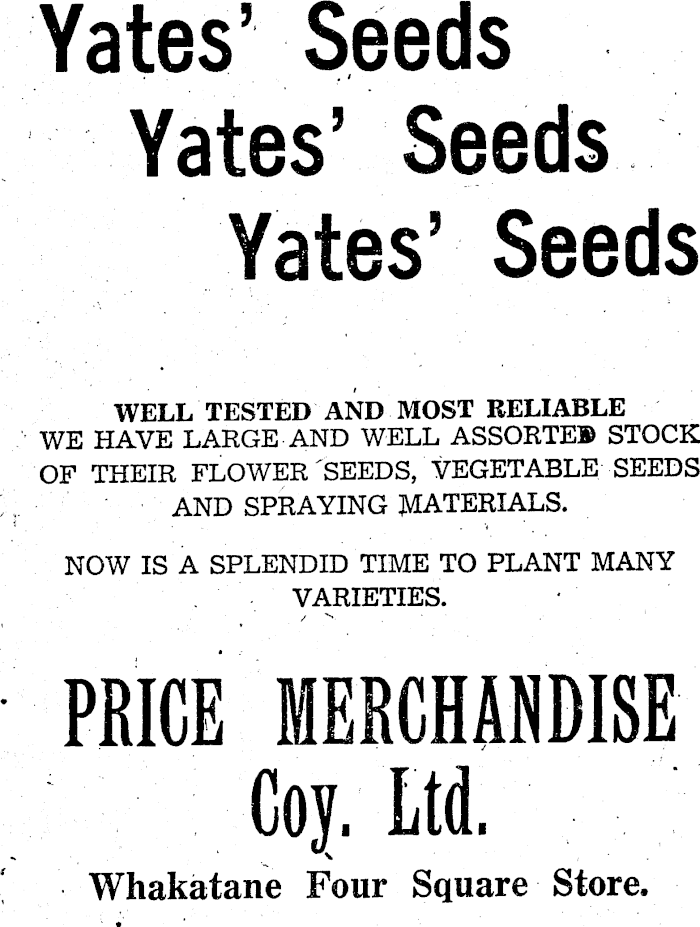 Yates' Seeds
Yates' Seeds
Yates' Seeds
WELL TESTED AND MOST RELIABLE
WE HAVE LARGE AND WELL ASSORTED STOCK
OF THEIR FLOWER SEEDS, VEGETABLE SEEDS
AND SPRAYING MATERIALS.
NOW IS A SPLENDID TIME TO PLANT MANY
VARIETIES.
PRICE MERCHANDISE
Coy. Ltd.
Whakatane Four Square Store.